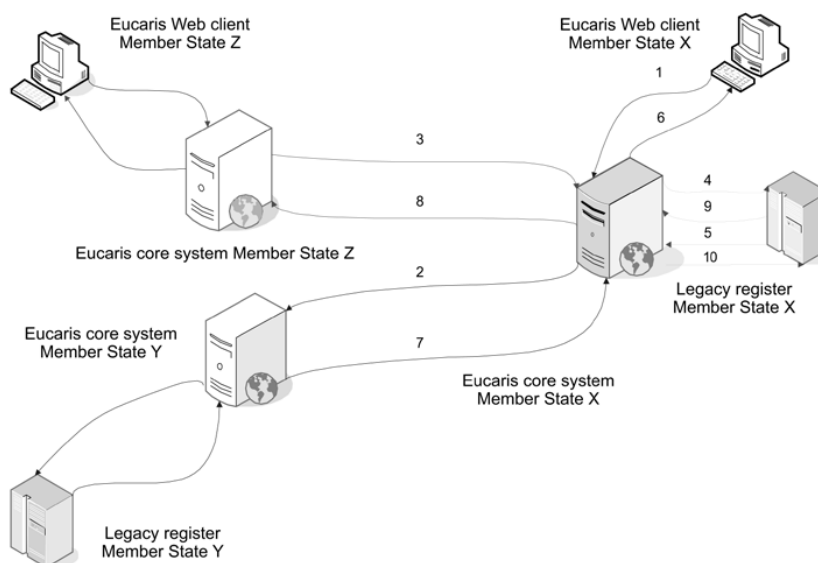 Eucaris Web client
Member State Z
Eucaris Web client
Member State X
1
6
3
4
9
8
5
10
Eucaris core system Member State Z
2
Legacy register
Member State X
Eucaris core system
Member State Y
7
Eucaris core system
Member State X
Legacy register
Member State Y